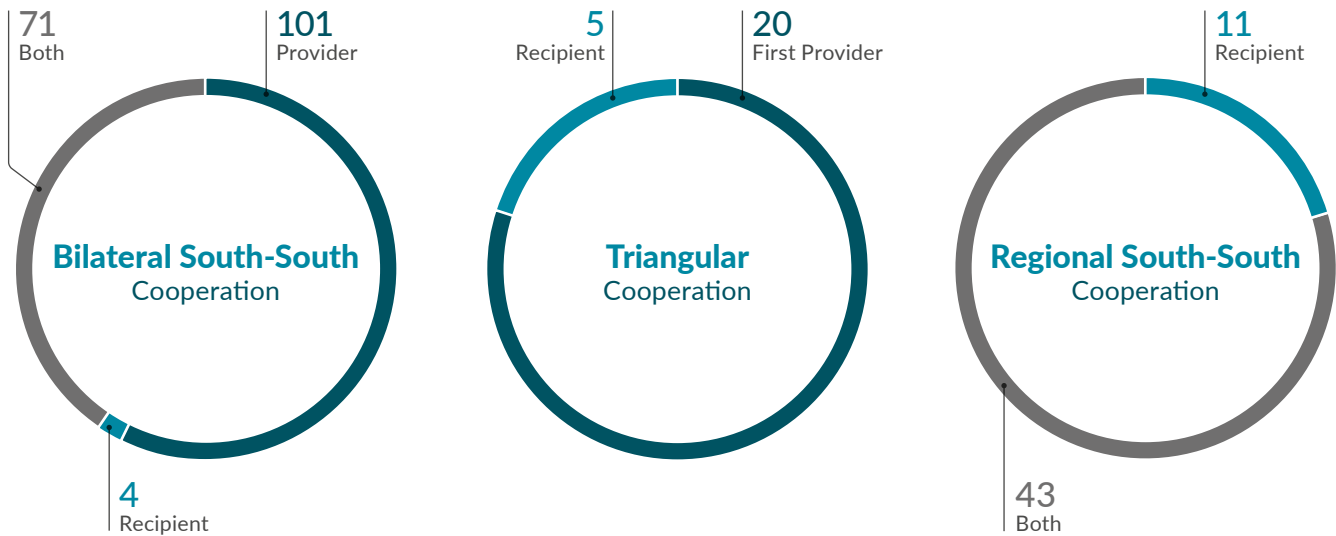 71
Both
101
Provider
Bilateral South-South
Cooperation
4
Recipient
5
Recipient
20
First Provider
Triangular
Cooperation
11
Recipient
Regional South-South
Cooperation
43
Both